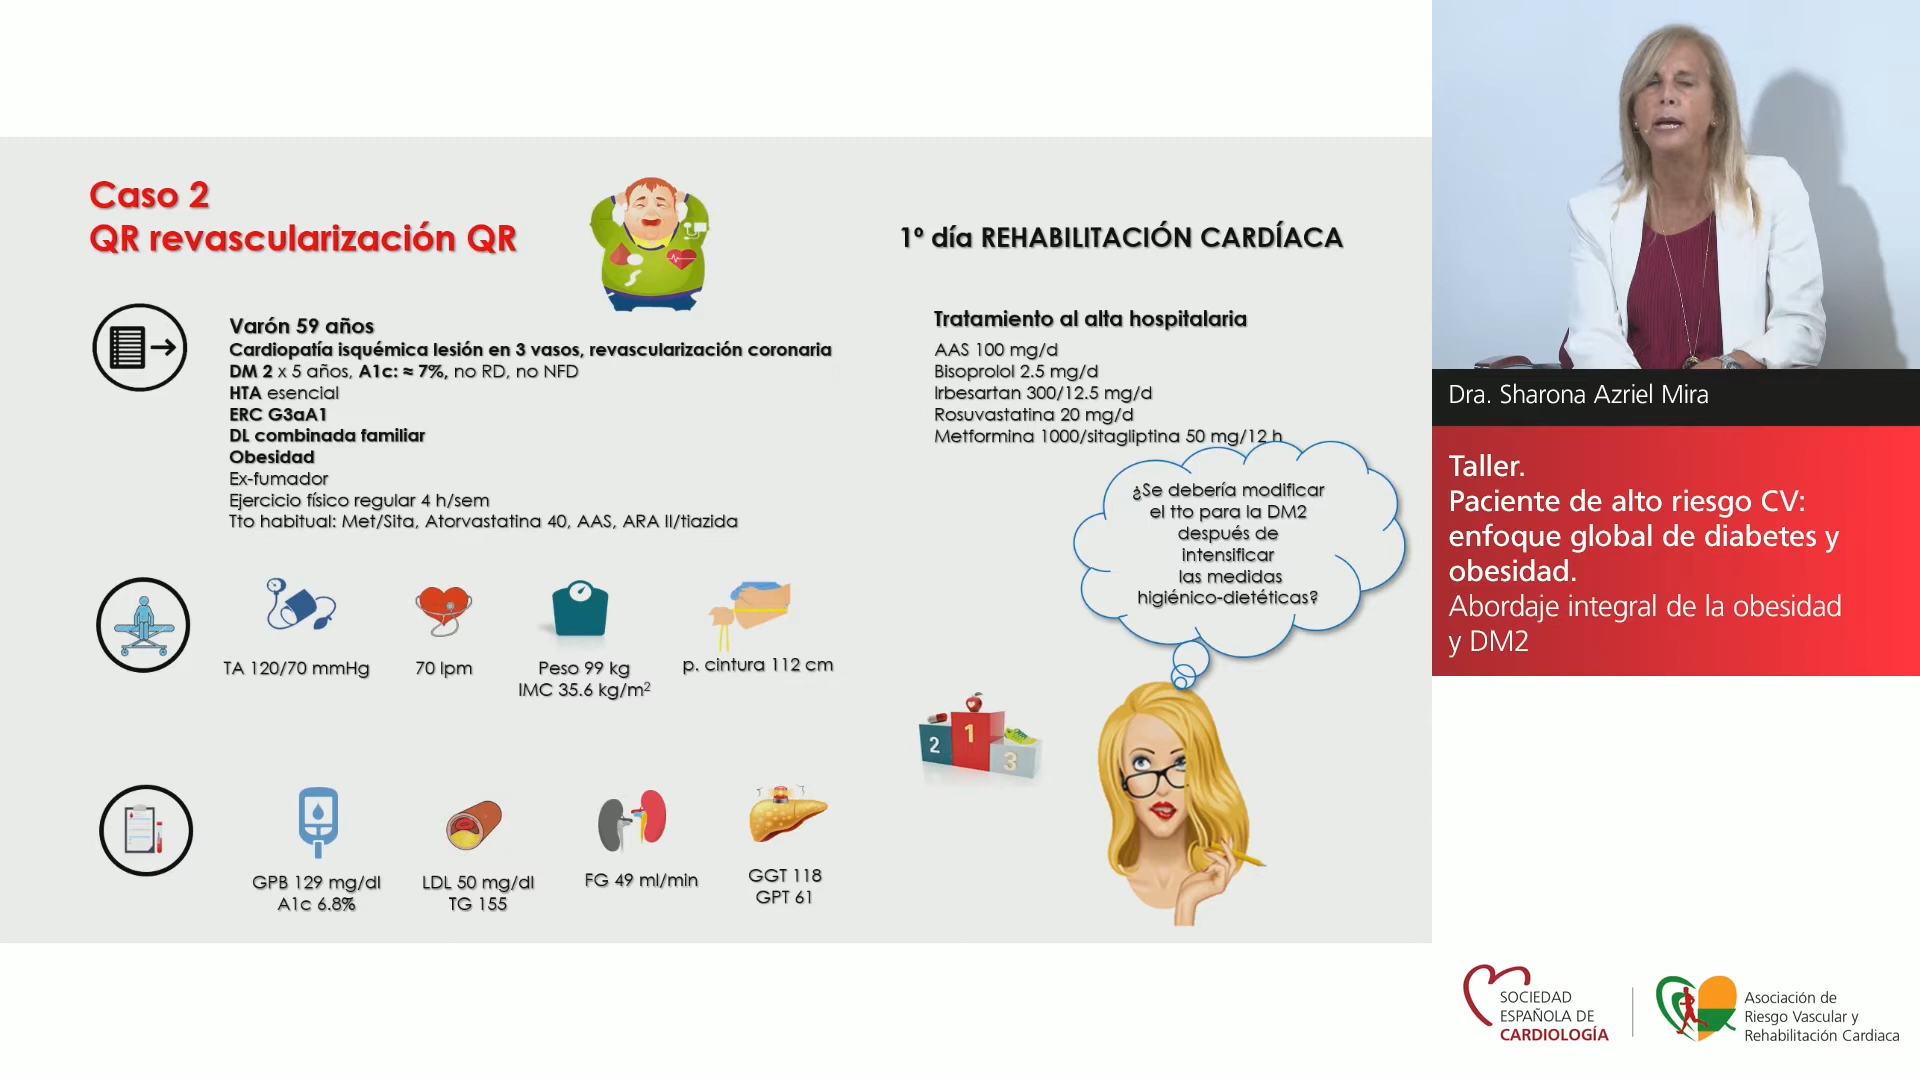 Caso 2
QR revascularización QR
Varón 59 años
Cardiopatía isquémica lesión en 3 vasos, revascularización coronaria
DM 2 x 5 años, A1c: ≈ 7%, no RD, no NFD
HTA esencial
ERC G3aA1
DL combinada familiar
Obesidad
Ex-fumador
Ejercicio físico regular 4 h/sem
Tto habitual: Met/Sita, Atorvastatina 40, AAS, ARA II/tiazida
TA 120/70 mmHg
70 lpm
Peso 99 kg
IMC 35.6 kg/m²
p. cintura 112 cm
GPB 129 mg/dl
A1c 6.8%
LDL 50 mg/dl
TG 155
FG 49 ml/min
GGT 118
GPT 61
1º día REHABILITACIÓN CARDÍACA
Tratamiento al alta hospitalaria
AAS 100 mg/d
Bisoprolol 2.5 mg/d
Irbesartan 300/12.5 mg/d
Rosuvastatina 20 mg/d
Metformina 1000/sitagliptina 50 mg/12 h
¿Se debería modificar
el tto para la DM2
después de
intensificar
las medidas
higiénico-dietéticas?
2
1
3
Dra. Sharona Azriel Mira
Taller.
Paciente de alto riesgo CV:
enfoque global de diabetes y
obesidad.
Abordaje integral de la obesidad
y DM2
SOCIEDAD
ESPAÑOLA DE
CARDIOLOGÍA
Asociación de
Riesgo Vascular y
Rehabilitación Cardiaca